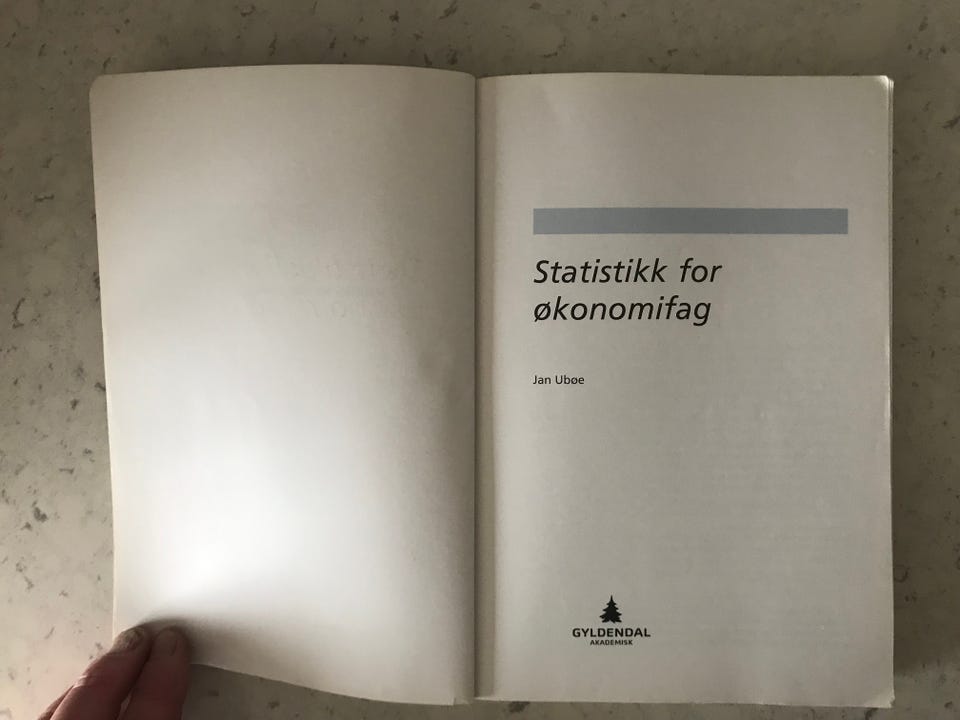 Statistikk for
økonomifag
Jan Ubøe
GYLDENDAL
AKADEMISK